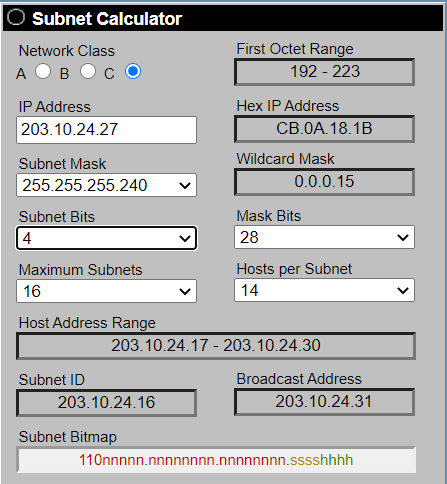 Subnet Calculator
Network Class
A B C
First Octet Range
192 - 223
IP Address
203.10.24.27
Hex IP Address
CB.0A.18.1B
Subnet Mask
255.255.255.240
Wildcard Mask
0.0.0.15
Subnet Bits
4
Mask Bits
28
Maximum Subnets
16
Hosts per Subnet
14
Host Address Range
203.10.24.17 - 203.10.24.30
Subnet ID
203.10.24.16
Broadcast Address
203.10.24.31
Subnet Bitmap
110nnnnn.nnnnnnnn.nnnnnnnn.sssshhhh